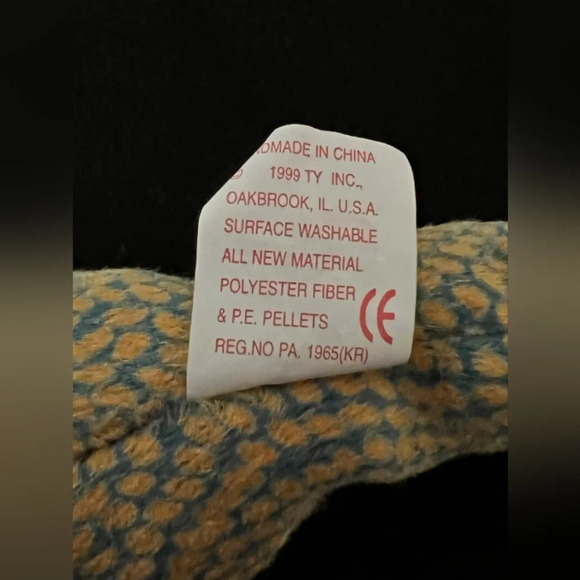 MADE IN CHINA
1999 TY INC.,
OAKBROOK, IL. U.S.A.
SURFACE WASHABLE
ALL NEW MATERIAL
POLYESTER FIBER
& P.E. PELLETS
CE
REG.NO PA. 1965(KR)